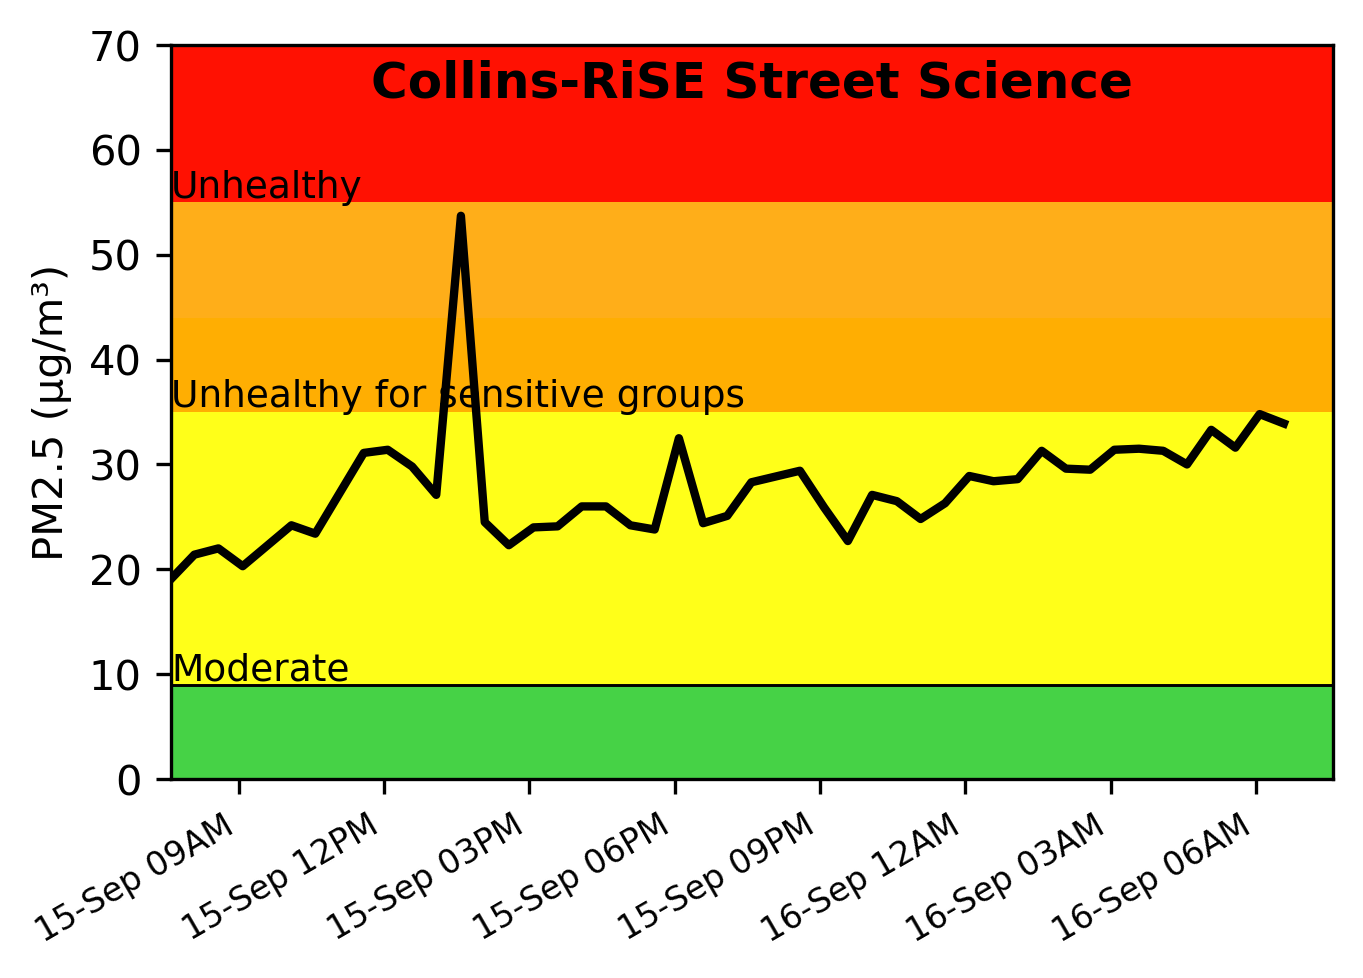 Collins-RiSE Street Science
70
60
50
40
30
20
10
0
PM2.5 (µg/m³)
Unhealthy
Unhealthy for sensitive groups
Moderate
15-Sep 09AM
15-Sep 12PM
15-Sep 03PM
15-Sep 06PM
15-Sep 09PM
16-Sep 12AM
16-Sep 03AM
16-Sep 06AM